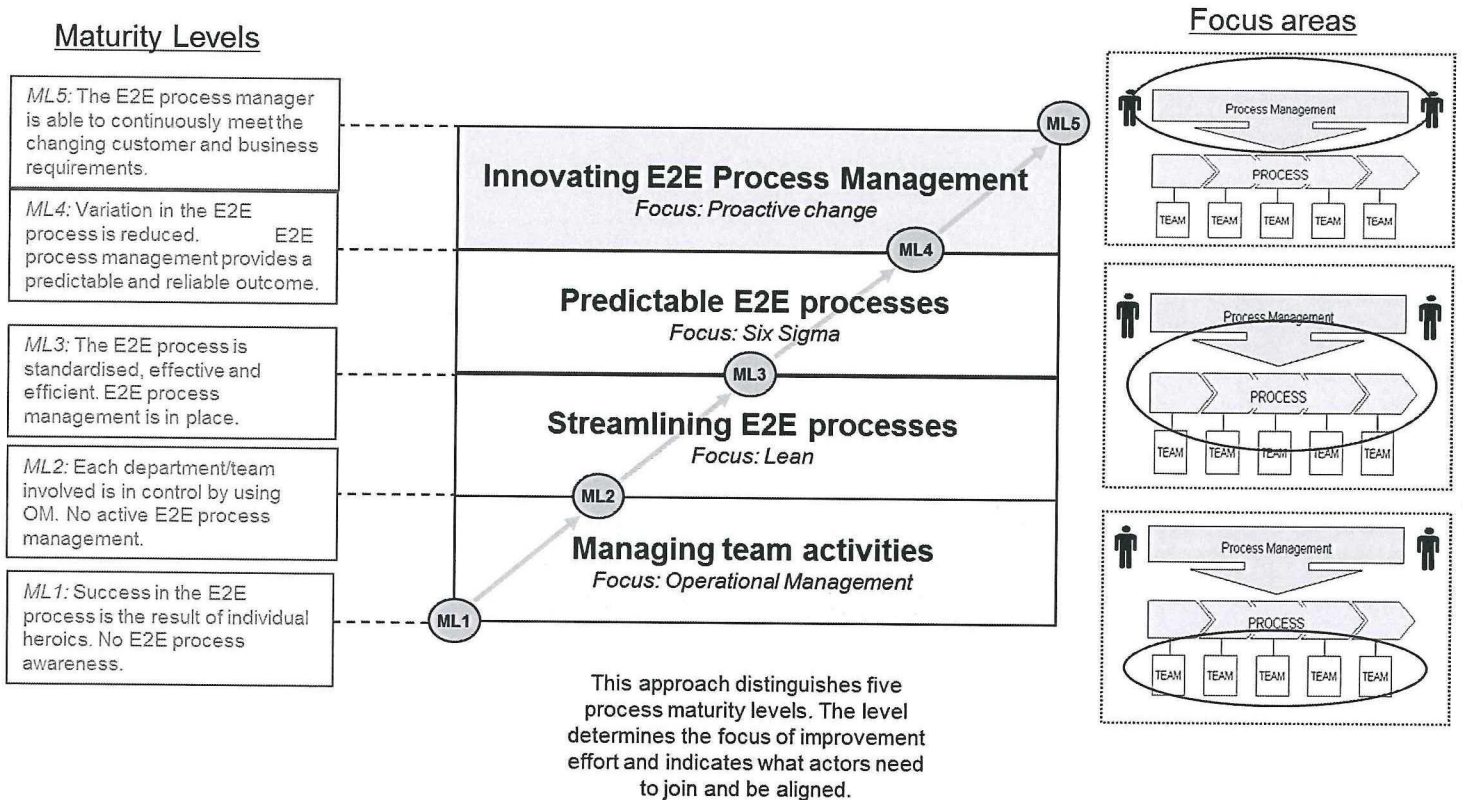 Maturity Levels
ML5: The E2E process manager
is able to continuously meet the
changing customer and business
requirements.
ML4: Variation in the E2E
process is reduced. E2E
process management provides a
predictable and reliable outcome.
ML3: The E2E process is
standardised, effective and
efficient. E2E process
management is in place.
ML2: Each department/team
involved is in control by using
OM. No active E2E process
management.
ML1: Success in the E2E
process is the result of individual
heroics. No E2E process
awareness.
ML5
Innovating E2E Process Management
Focus: Proactive change
ML4
Predictable E2E processes
Focus: Six Sigma
ML3
Streamlining E2E processes
Focus: Lean
ML2
Managing team activities
Focus: Operational Management
ML1
This approach distinguishes five
process maturity levels. The level
determines the focus of improvement
effort and indicates what actors need
to join and be aligned.
Focus areas
Process Management
PROCESS
TEAM TEAM TEAM TEAM TEAM
Process Management
PROCESS
TEAM TEAM TEAM TEAM TEAM
Process Management
PROCESS
TEAM TEAM TEAM TEAM TEAM